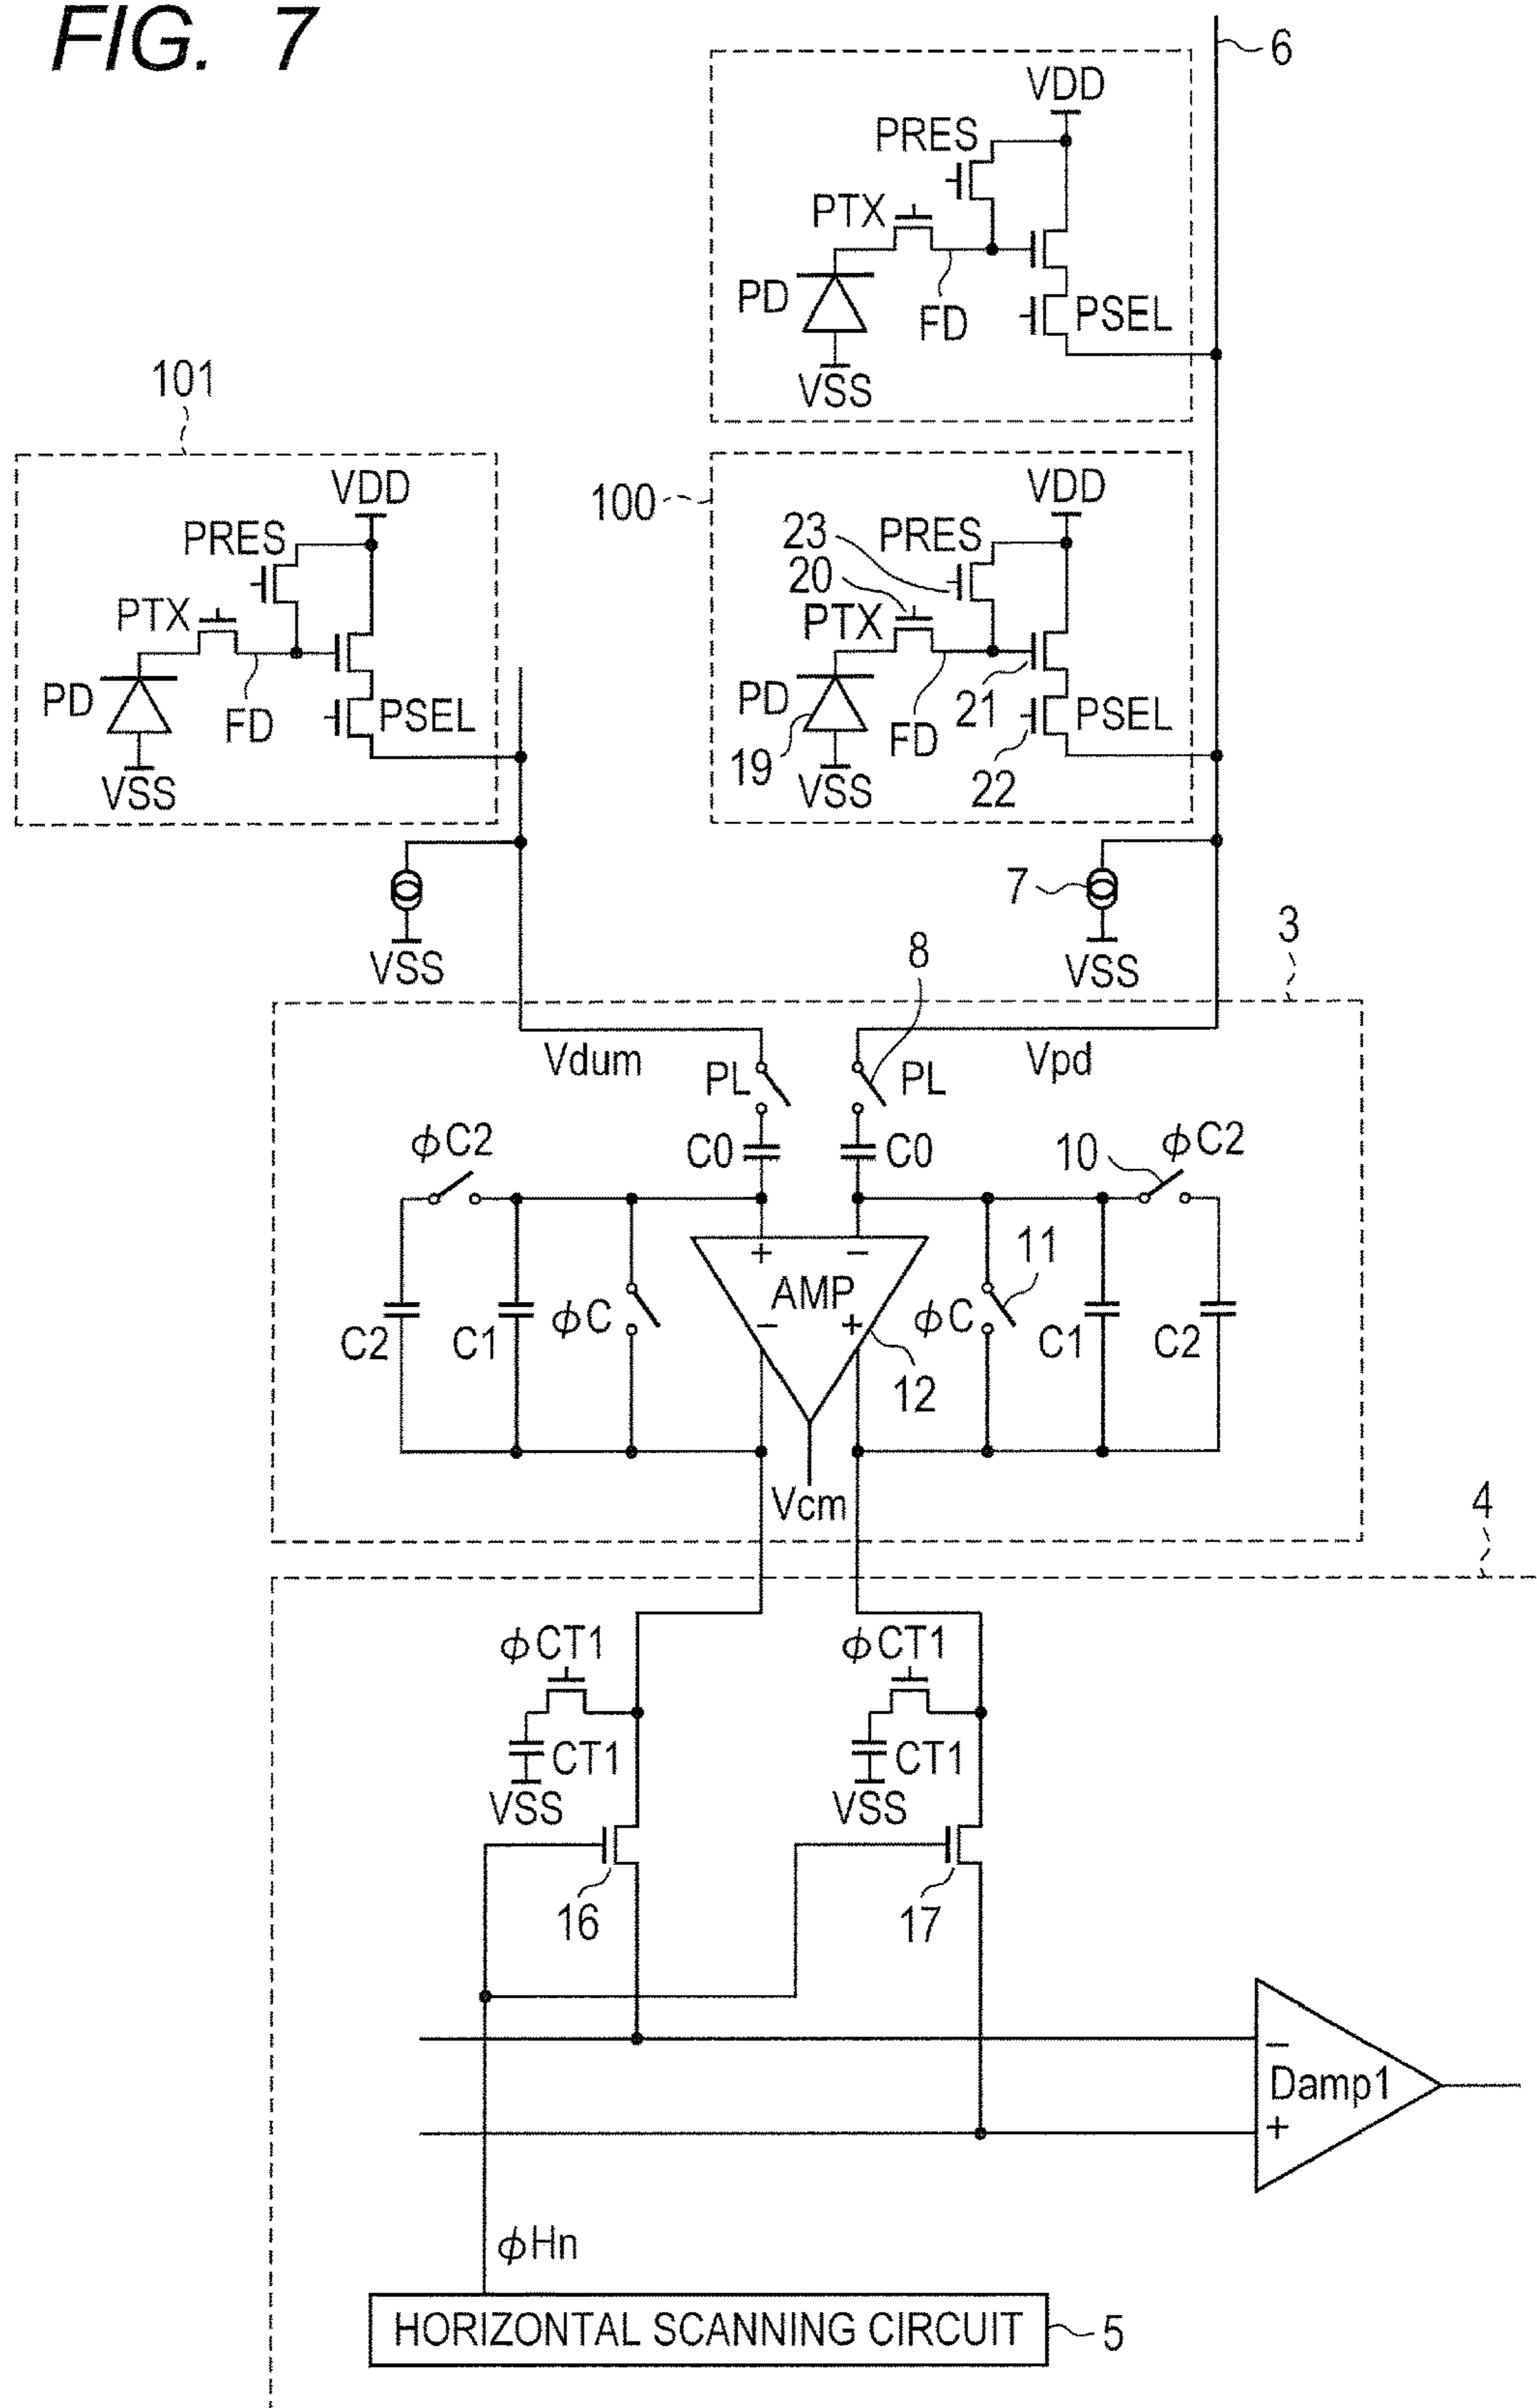 FIG. 7
6
VDD
PRES
PTX
PD
FD
PSEL
VSS
101
VDD
PRES
PTX
PD
FD
PSEL
VSS
VSS
100
VDD
23
PRES
20
PTX
PD
19
FD
21
PSEL
22
VSS
7
VSS
3
8
Vdum
Vpd
PL
PL
C0
C0
ϕC2
10
ϕC2
+
−
AMP
−
+
11
C2
C1
ϕC
ϕC
C1
C2
12
Vcm
4
ϕCT1
ϕCT1
CT1
CT1
VSS
VSS
16
17
−
Damp1
+
ϕHn
HORIZONTAL SCANNING CIRCUIT
5